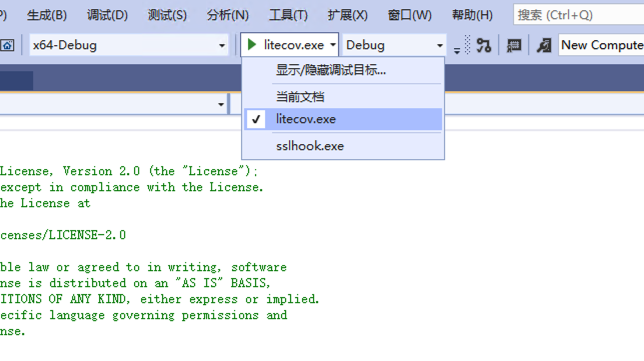 生成(B) 调试(D) 测试(S) 分析(N) 工具(T) 扩展(X) 窗口(W) 帮助(H) 搜索 (Ctrl+Q)
x64-Debug litecov.exe Debug New Compute
显示/隐藏调试目标...
当前文档
✓ litecov.exe
sslhook.exe
License, Version 2.0 (the "License");
except in compliance with the License.
he License at
censes/LICENSE-2.0
ble law or agreed to in writing, software
nse is distributed on an "AS IS" BASIS,
ITIONS OF ANY KIND, either express or implied.
ecific language governing permissions and
nse.